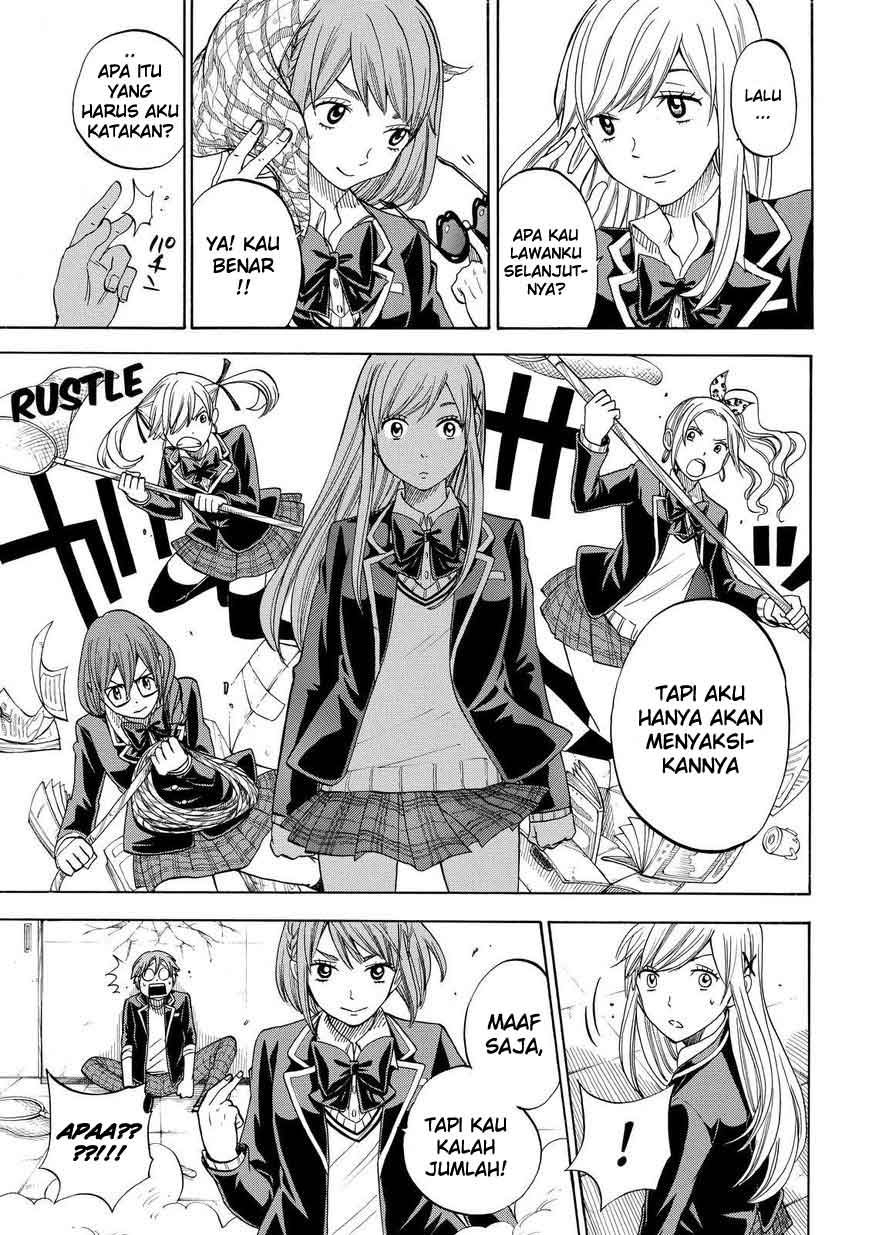 LALU
...
APA KAU
LAWANKU
SELANJUT-
NYA?
YA! KAU
BENAR
!!
..
APA ITU
YANG
HARUS AKU
KATAKAN?
RUSTLE
TAPI AKU
HANYA AKAN
MENYAKSI-
KANNYA
!
MAAF
SAJA,
TAPI KAU
KALAH
JUMLAH!
APAA??
??!!!